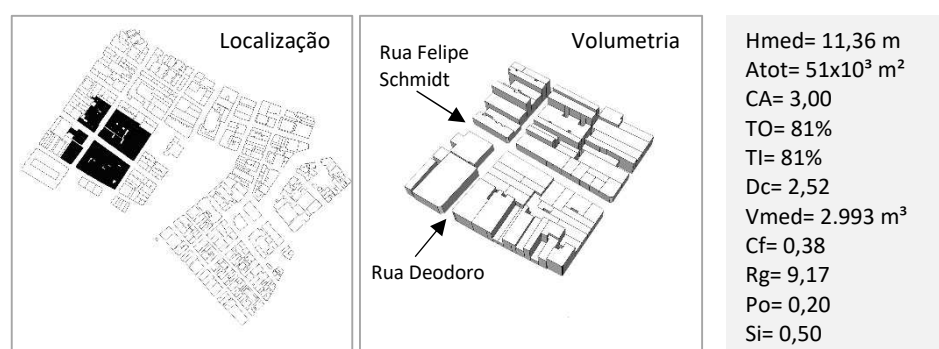 Localização
Volumetria
Rua Felipe
Schmidt
Rua Deodoro
Hmed= 11,36 m
Atot= 51x10³ m²
CA= 3,00
TO= 81%
TI= 81%
Dc= 2,52
Vmed= 2.993 m³
Cf= 0,38
Rg= 9,17
Po= 0,20
Si= 0,50